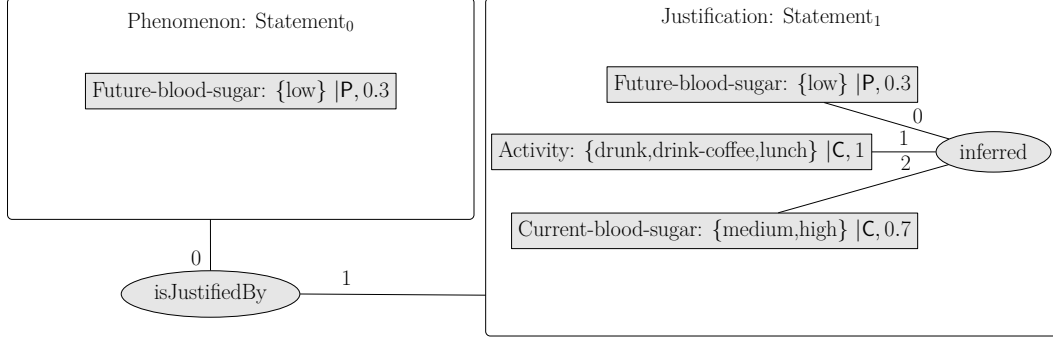 Phenomenon: Statement₀
Future-blood-sugar: {low} |P, 0.3
0
isJustifiedBy
1
Justification: Statement₁
Future-blood-sugar: {low} |P, 0.3
0
Activity: {drunk,drink-coffee,lunch} |C, 1
1
inferred
2
Current-blood-sugar: {medium,high} |C, 0.7